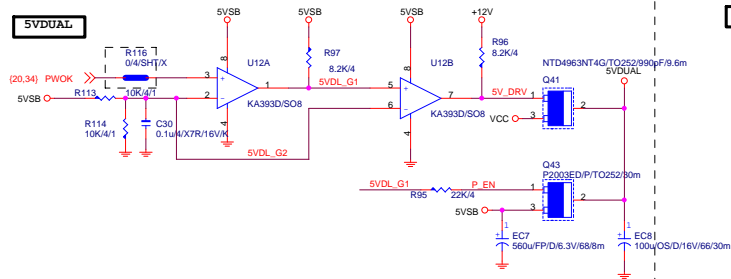 5VDUAL
5VSB
5VSB
+12V
R116
0/4/SHT/X
{20,34} PWOK
5VSB
R113
10K/4/1
R114
10K/4/1
C30
0.1u/4/X7R/16V/K
3
2
8
4
1
+
-
U12A
KA393D/SO8
R97
8.2K/4
5VDL_G1
5VDL_G2
5
6
8
4
7
+
-
U12B
KA393D/SO8
R96
8.2K/4
5V_DRV
VCC
NTD4963NT4G/TO252/990pF/9.6m
5VDUAL
Q41
1
3
2
Q43
P2003ED/P/TO252/30m
5VDL_G1
R95
22K/4
P_EN
5VSB
1
3
2
1
+
EC7
560u/FP/D/6.3V/68/8m
1
+
EC8
100u/OS/D/16V/66/30m